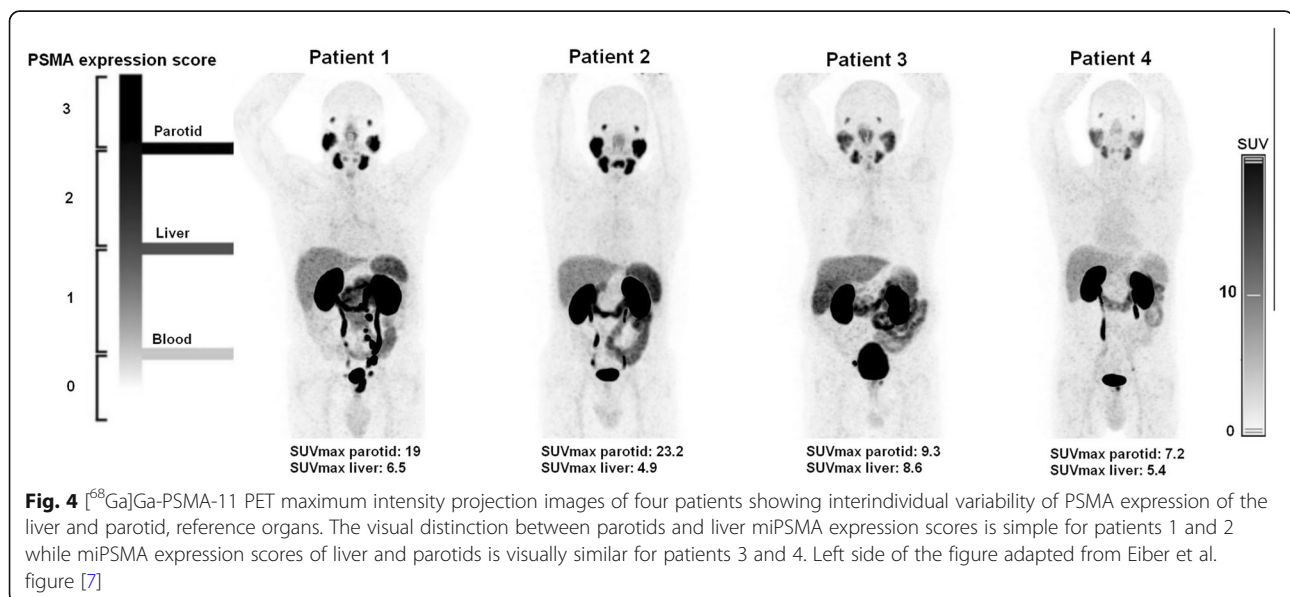 PSMA expression score
3
Parotid
2
Liver
1
Blood
0
Patient 1
SUVmax parotid: 19
SUVmax liver: 6.5
Patient 2
SUVmax parotid: 23.2
SUVmax liver: 4.9
Patient 3
SUVmax parotid: 9.3
SUVmax liver: 8.6
Patient 4
SUVmax parotid: 7.2
SUVmax liver: 5.4
SUV
10
0
Fig. 4 [⁶⁸Ga]Ga-PSMA-11 PET maximum intensity projection images of four patients showing interindividual variability of PSMA expression of the
liver and parotid, reference organs. The visual distinction between parotids and liver miPSMA expression scores is simple for patients 1 and 2
while miPSMA expression scores of liver and parotids is visually similar for patients 3 and 4. Left side of the figure adapted from Eiber et al.
figure [7]